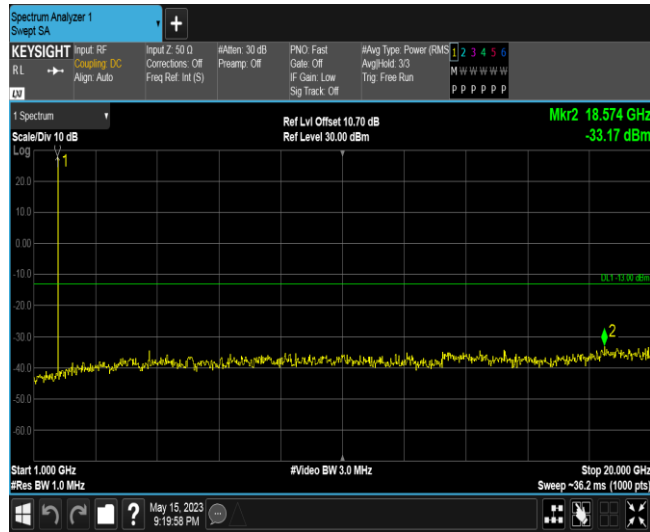 Spectrum Analyzer 1
Swept SA
KEYSIGHT
RL
LXI
Input: RF
Coupling: DC
Align: Auto
Input Z: 50 Ω
Corrections: Off
Freq Ref: Int (S)
#Atten: 30 dB
Preamp: Off
PNO: Fast
Gate: Off
IF Gain: Low
Sig Track: Off
#Avg Type: Power (RMS
Avg|Hold: 3/3
Trig: Free Run
1 2 3 4 5 6
M W W W W W
P P P P P P
1 Spectrum
Scale/Div 10 dB
Ref Lvl Offset 10.70 dB
Ref Level 30.00 dBm
Mkr2 18.574 GHz
-33.17 dBm
Log
1
20.0
10.0
0.00
-10.0
DL1 -13.00 dBm
-20.0
-30.0
2
-40.0
-50.0
-60.0
Start 1.000 GHz
#Video BW 3.0 MHz
Stop 20.000 GHz
#Res BW 1.0 MHz
Sweep ~36.2 ms (1000 pts)
?
May 15, 2023
9:19:58 PM